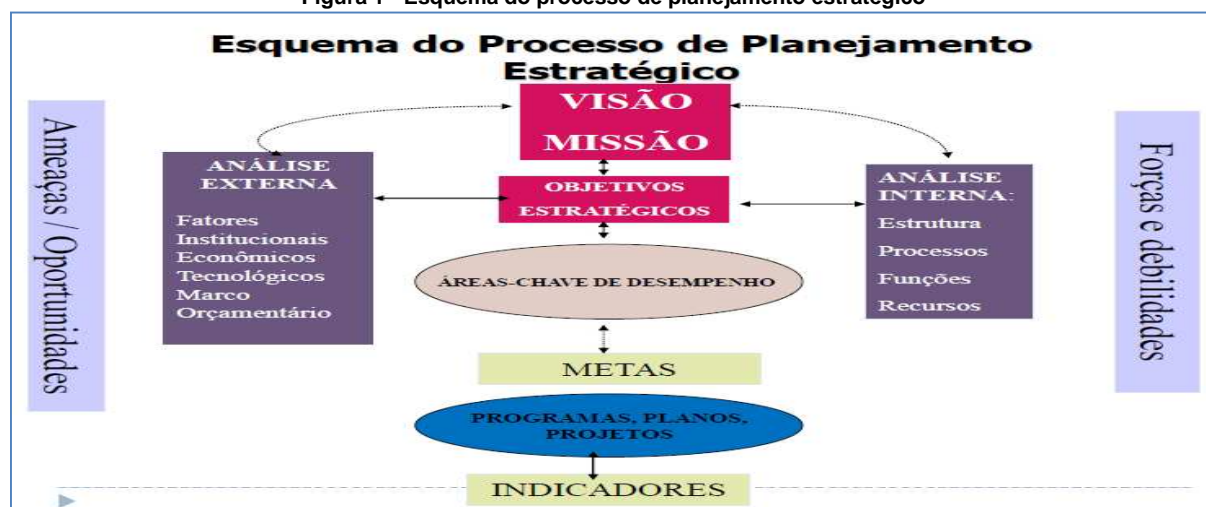 Figura 1 - Esquema do processo de planejamento estratégico
Esquema do Processo de Planejamento
Estratégico
Ameaças / Oportunidades
VISÃO
MISSÃO
ANÁLISE
EXTERNA
Fatores
Institucionais
Econômicos
Tecnológicos
Marco
Orçamentário
OBJETIVOS
ESTRATÉGICOS
ANÁLISE
INTERNA:
Estrutura
Processos
Funções
Recursos
Forças e debilidades
ÁREAS-CHAVE DE DESEMPENHO
METAS
PROGRAMAS, PLANOS,
PROJETOS
INDICADORES